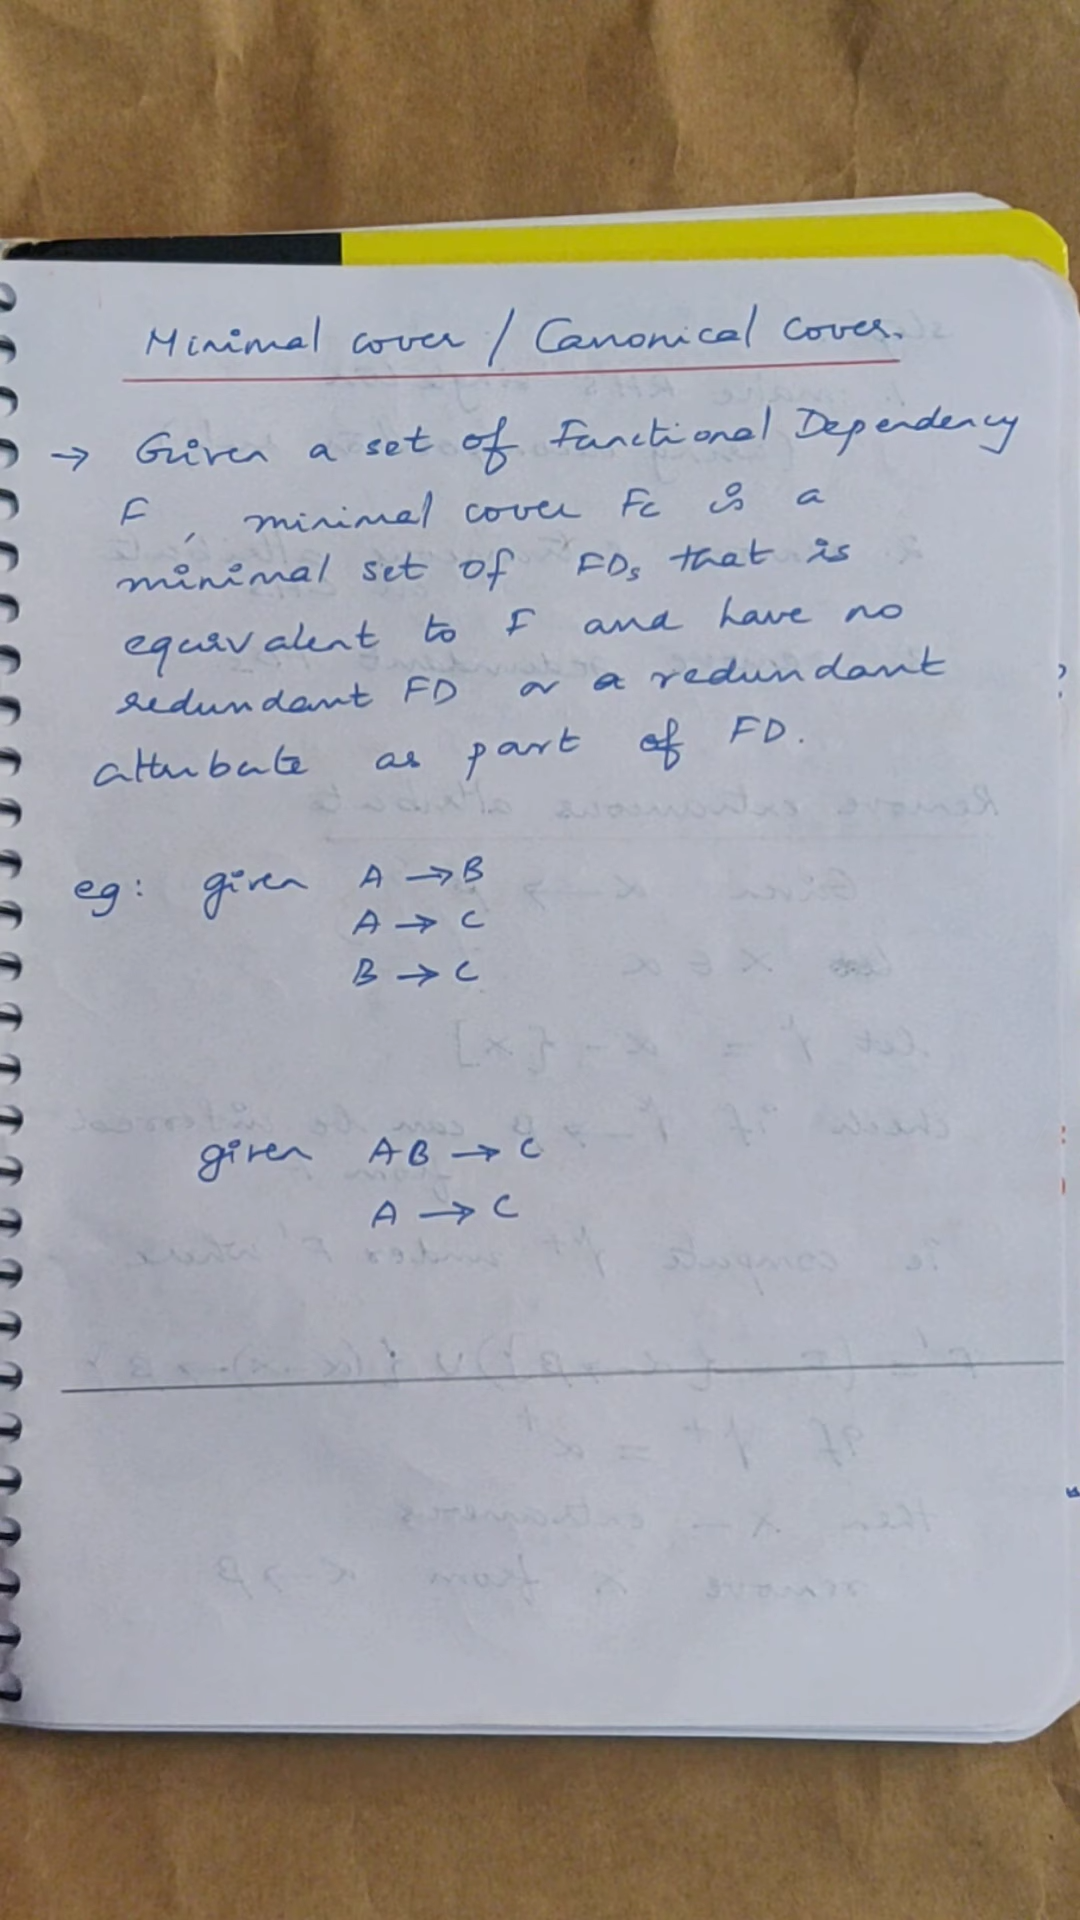 Minimal cover / Canonical cover.
→ Given a set of Functional Dependency
F, minimal cover Fc is a
minimal set of FDs that is
equivalent to F and have no
redundant FD or a redundant
attribute as part of FD.
eg: given A → B
A → C
B → C
given AB → C
A → C